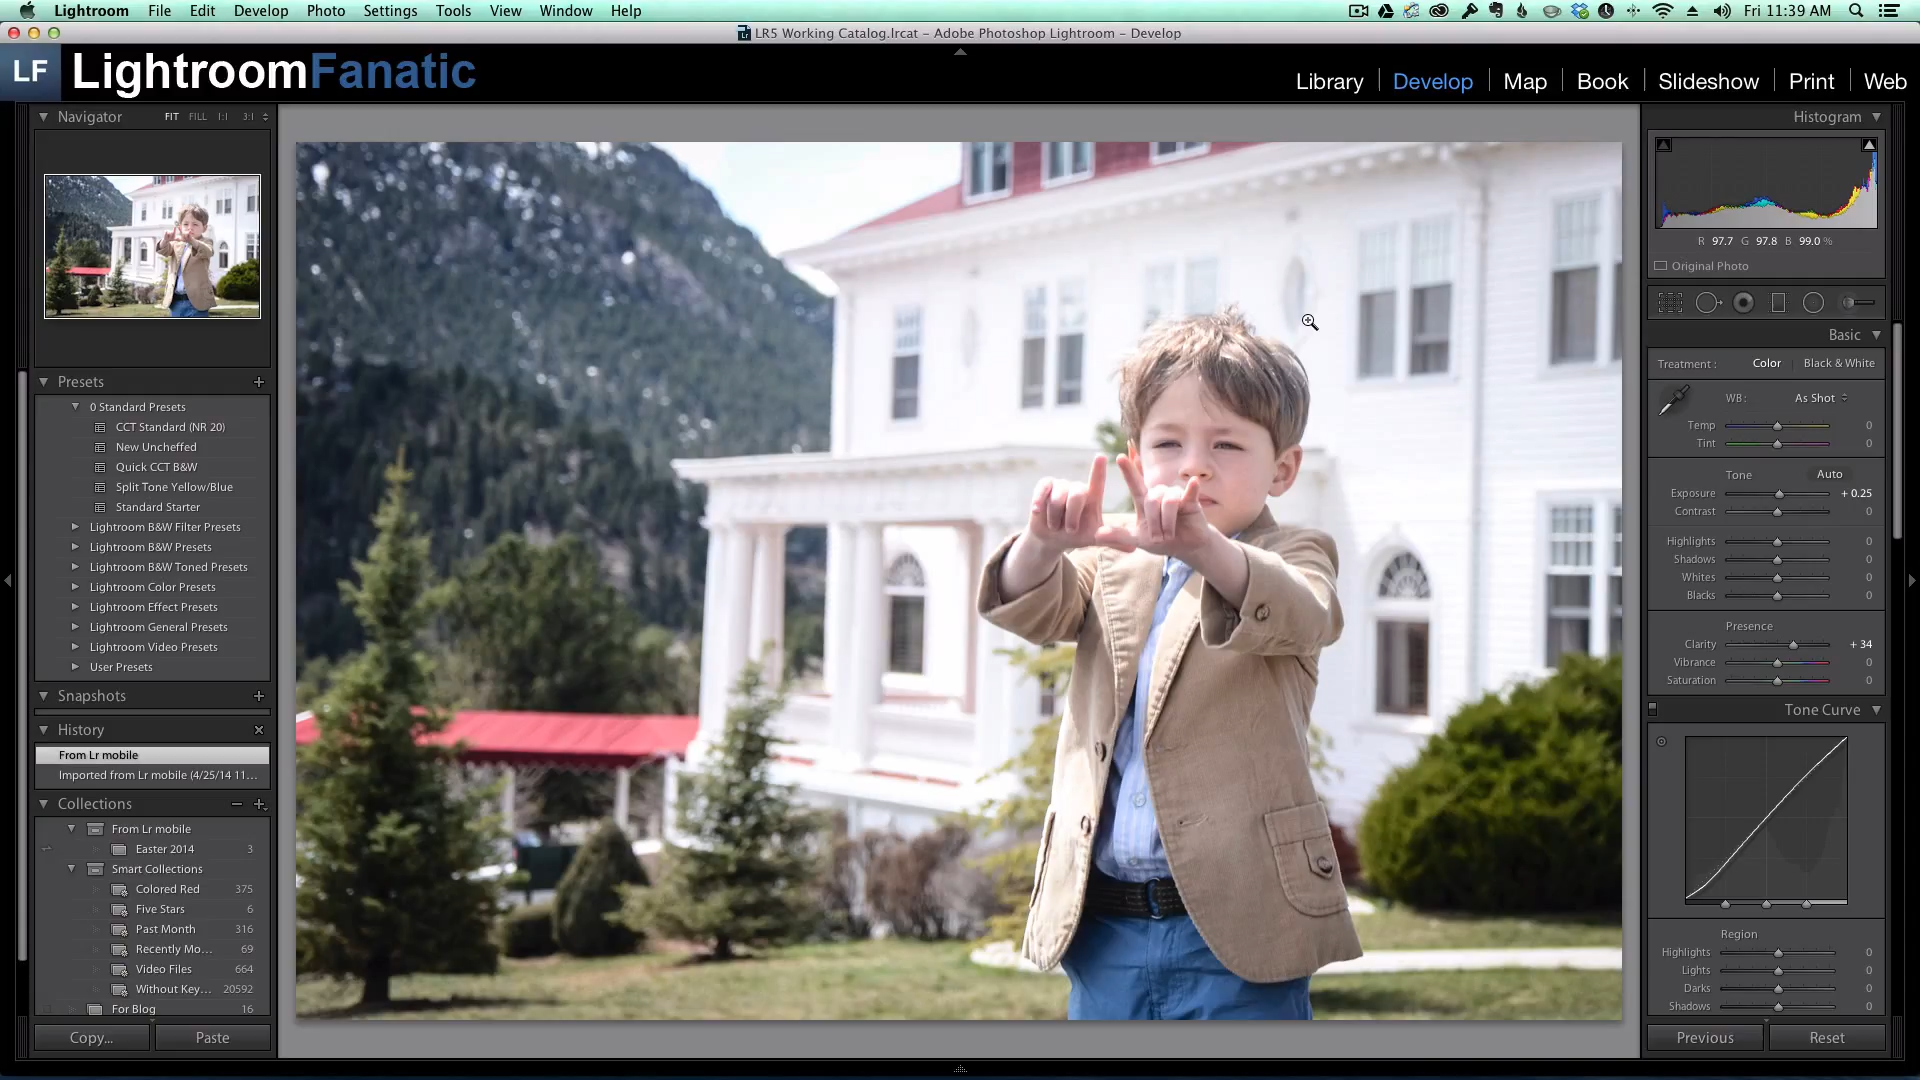 Lightroom File Edit Develop Photo Settings Tools View Window Help Fri 11:39 AM
LR5 Working Catalog.lrcat – Adobe Photoshop Lightroom – Develop
LF LightroomFanatic Library Develop Map Book Slideshow Print Web
Navigator FIT FILL 1:1 3:1
Presets
0 Standard Presets
CCT Standard (NR 20)
New Uncheffed
Quick CCT B&W
Split Tone Yellow/Blue
Standard Starter
Lightroom B&W Filter Presets
Lightroom B&W Presets
Lightroom B&W Toned Presets
Lightroom Color Presets
Lightroom Effect Presets
Lightroom General Presets
Lightroom Video Presets
User Presets
Snapshots
History
From Lr mobile
Imported from Lr mobile (4/25/14 11...
Collections
From Lr mobile
Easter 2014 3
Smart Collections
Colored Red 375
Five Stars 6
Past Month 316
Recently Mo... 69
Video Files 664
Without Key... 20592
For Blog 16
Copy... Paste
Histogram
R 97.7 G 97.8 B 99.0 %
Original Photo
Basic
Treatment : Color Black & White
WB: As Shot
Temp 0
Tint 0
Tone Auto
Exposure + 0.25
Contrast 0
Highlights 0
Shadows 0
Whites 0
Blacks 0
Presence
Clarity + 34
Vibrance 0
Saturation 0
Tone Curve
Region
Highlights 0
Lights 0
Darks 0
Shadows 0
Previous Reset